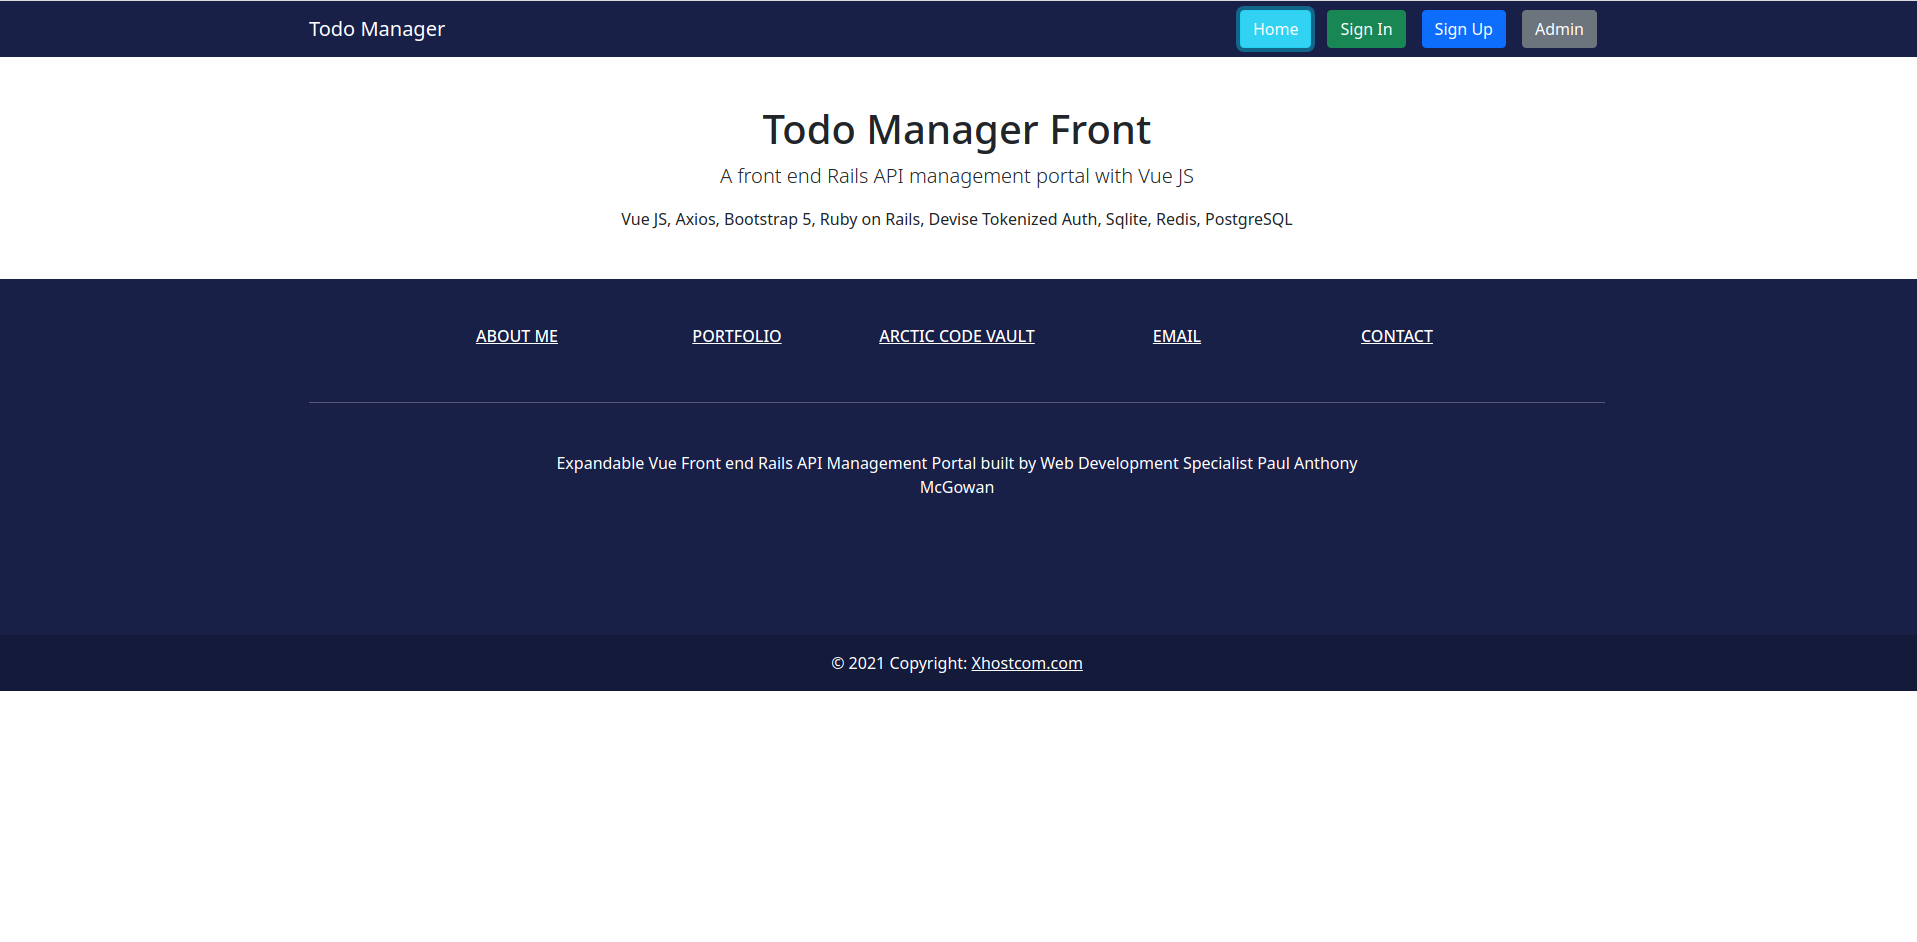 Todo Manager Home Sign In Sign Up Admin
Todo Manager Front
A front end Rails API management portal with Vue JS
Vue JS, Axios, Bootstrap 5, Ruby on Rails, Devise Tokenized Auth, Sqlite, Redis, PostgreSQL
ABOUT ME PORTFOLIO ARCTIC CODE VAULT EMAIL CONTACT
Expandable Vue Front end Rails API Management Portal built by Web Development Specialist Paul Anthony
McGowan
© 2021 Copyright: Xhostcom.com